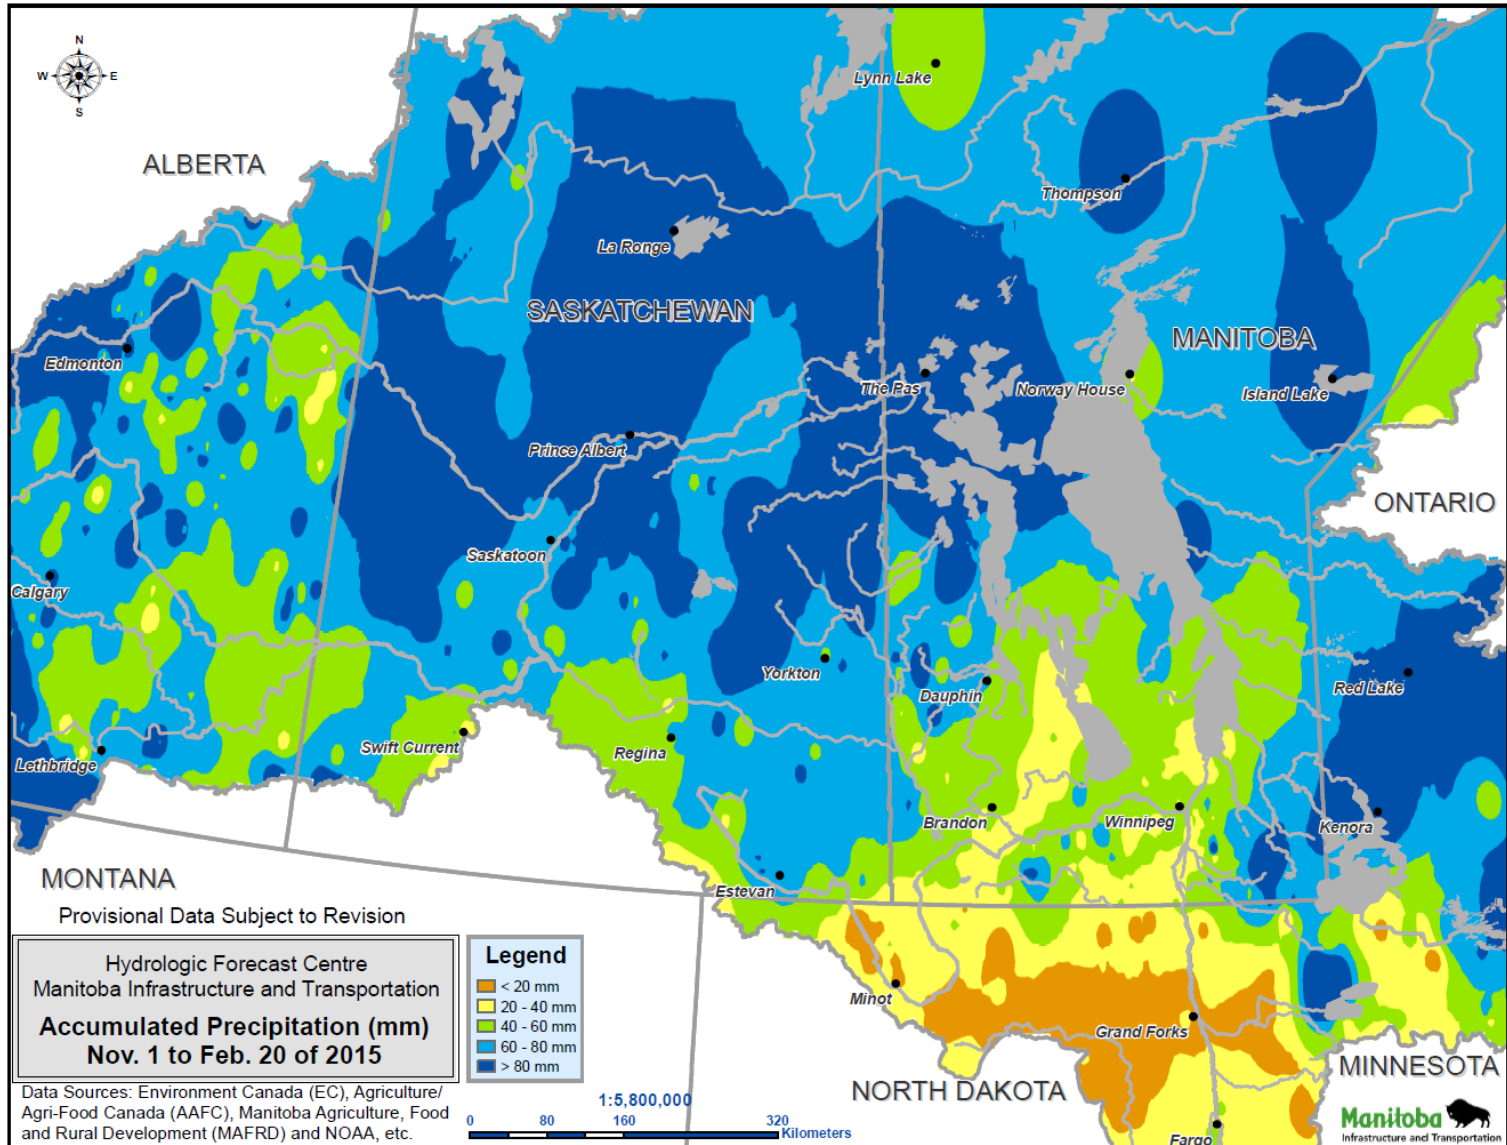 N
W
E
S
Lynn Lake
ALBERTA
Thompson
La Ronge
SASKATCHEWAN
MANITOBA
Edmonton
The Pas
Norway House
Island Lake
Prince Albert
ONTARIO
Saskatoon
Calgary
Yorkton
Dauphin
Red Lake
Swift Current
Regina
Lethbridge
Brandon
Winnipeg
Kenora
MONTANA
Estevan
Provisional Data Subject to Revision
Hydrologic Forecast Centre
Manitoba Infrastructure and Transportation
Accumulated Precipitation (mm)
Nov. 1 to Feb. 20 of 2015
Legend
< 20 mm
20 - 40 mm
40 - 60 mm
60 - 80 mm
> 80 mm
Minot
Grand Forks
MINNESOTA
NORTH DAKOTA
Data Sources: Environment Canada (EC), Agriculture/
Agri-Food Canada (AAFC), Manitoba Agriculture, Food
and Rural Development (MAFRD) and NOAA, etc.
1:5,800,000
0 80 160 320
Kilometers
Fargo
Manitoba
Infrastructure and Transportation